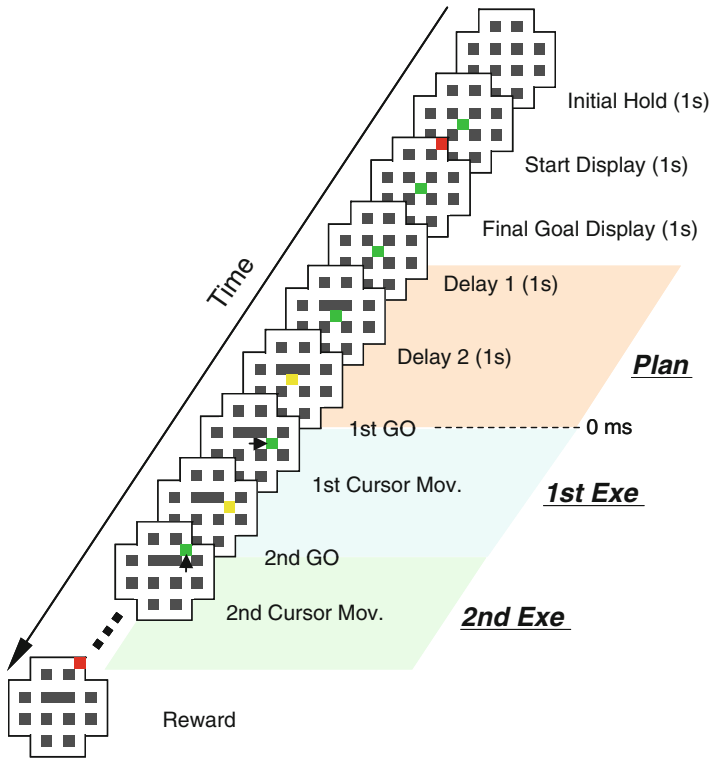 Initial Hold (1s)
Start Display (1s)
Final Goal Display (1s)
Time
Delay 1 (1s)
Delay 2 (1s)
Plan
1st GO
0 ms
1st Cursor Mov.
1st Exe
2nd GO
2nd Cursor Mov.
2nd Exe
Reward